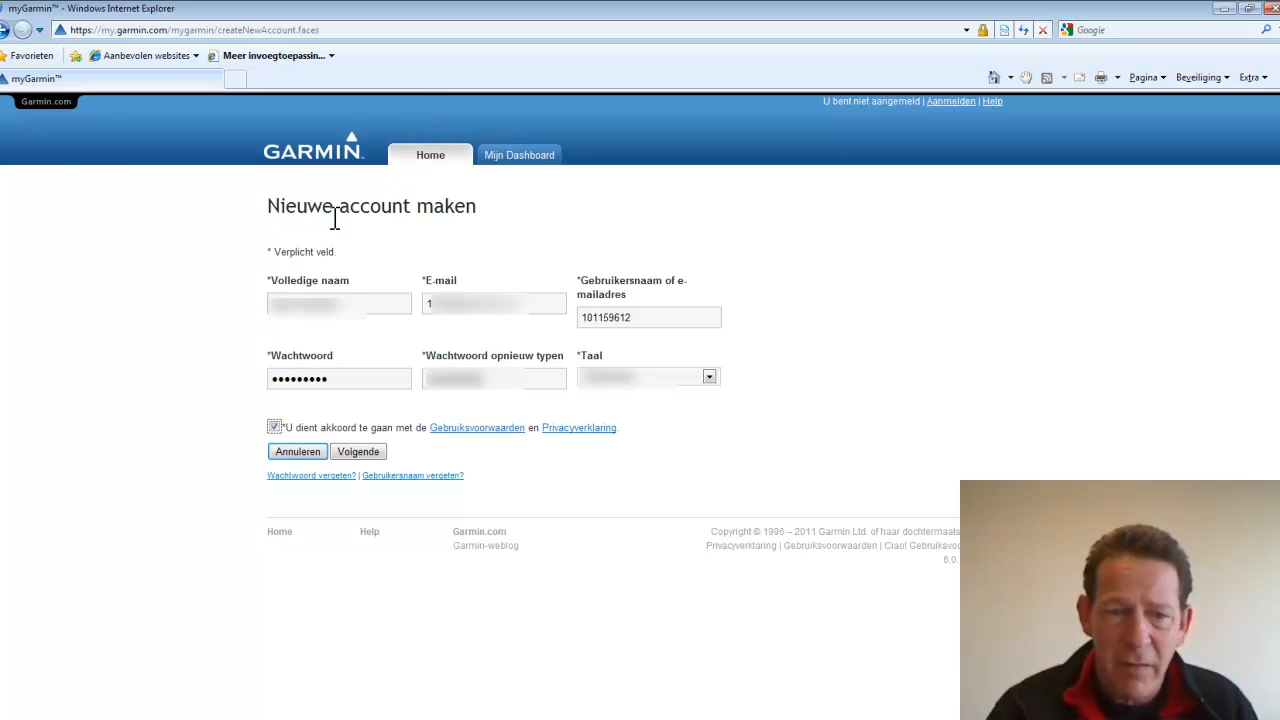 myGarmin™ - Windows Internet Explorer
https://my.garmin.com/mygarmin/createNewAccount.faces
Google
Favorieten
Aanbevolen websites
Meer invoegtoepassin...
myGarmin™
Pagina
Beveiliging
Extra
Garmin.com
U bent niet aangemeld | Aanmelden | Help
GARMIN
Home
Mijn Dashboard
Nieuwe account maken
* Verplicht veld.
*Volledige naam
*E-mail
*Gebruikersnaam of e-
mailadres
1
101159612
*Wachtwoord
*Wachtwoord opnieuw typen
*Taal
*U dient akkoord te gaan met de Gebruiksvoorwaarden en Privacyverklaring.
Annuleren
Volgende
Wachtwoord vergeten? | Gebruikersnaam vergeten?
Home
Help
Garmin.com
Garmin-weblog
Copyright © 1996 – 2011 Garmin Ltd. of haar dochtermaats
Privacyverklaring | Gebruiksvoorwaarden | Ciao! Gebruiksvo
6.0.